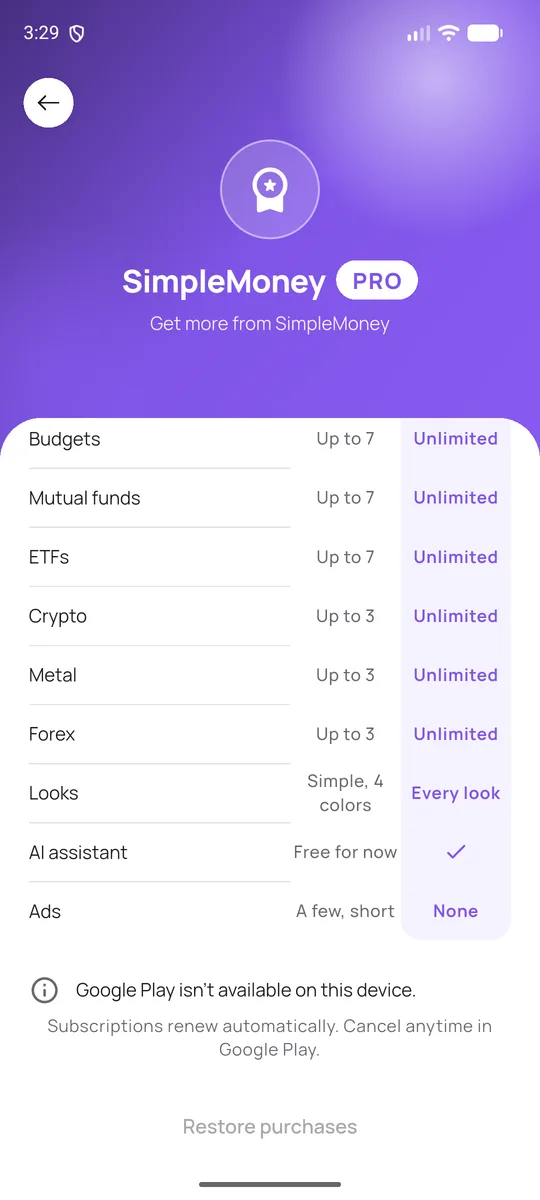 3:29
SimpleMoney PRO
Get more from SimpleMoney
Budgets Up to 7 Unlimited
Mutual funds Up to 7 Unlimited
ETFs Up to 7 Unlimited
Crypto Up to 3 Unlimited
Metal Up to 3 Unlimited
Forex Up to 3 Unlimited
Looks Simple, 4 colors Every look
AI assistant Free for now
Ads A few, short None
Google Play isn't available on this device.
Subscriptions renew automatically. Cancel anytime in
Google Play.
Restore purchases